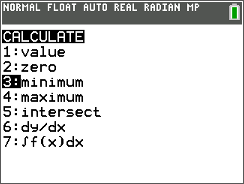 NORMAL FLOAT AUTO REAL RADIAN MP
CALCULATE
1:value
2:zero
3:minimum
4:maximum
5:intersect
6:dy/dx
7:∫f(x)dx